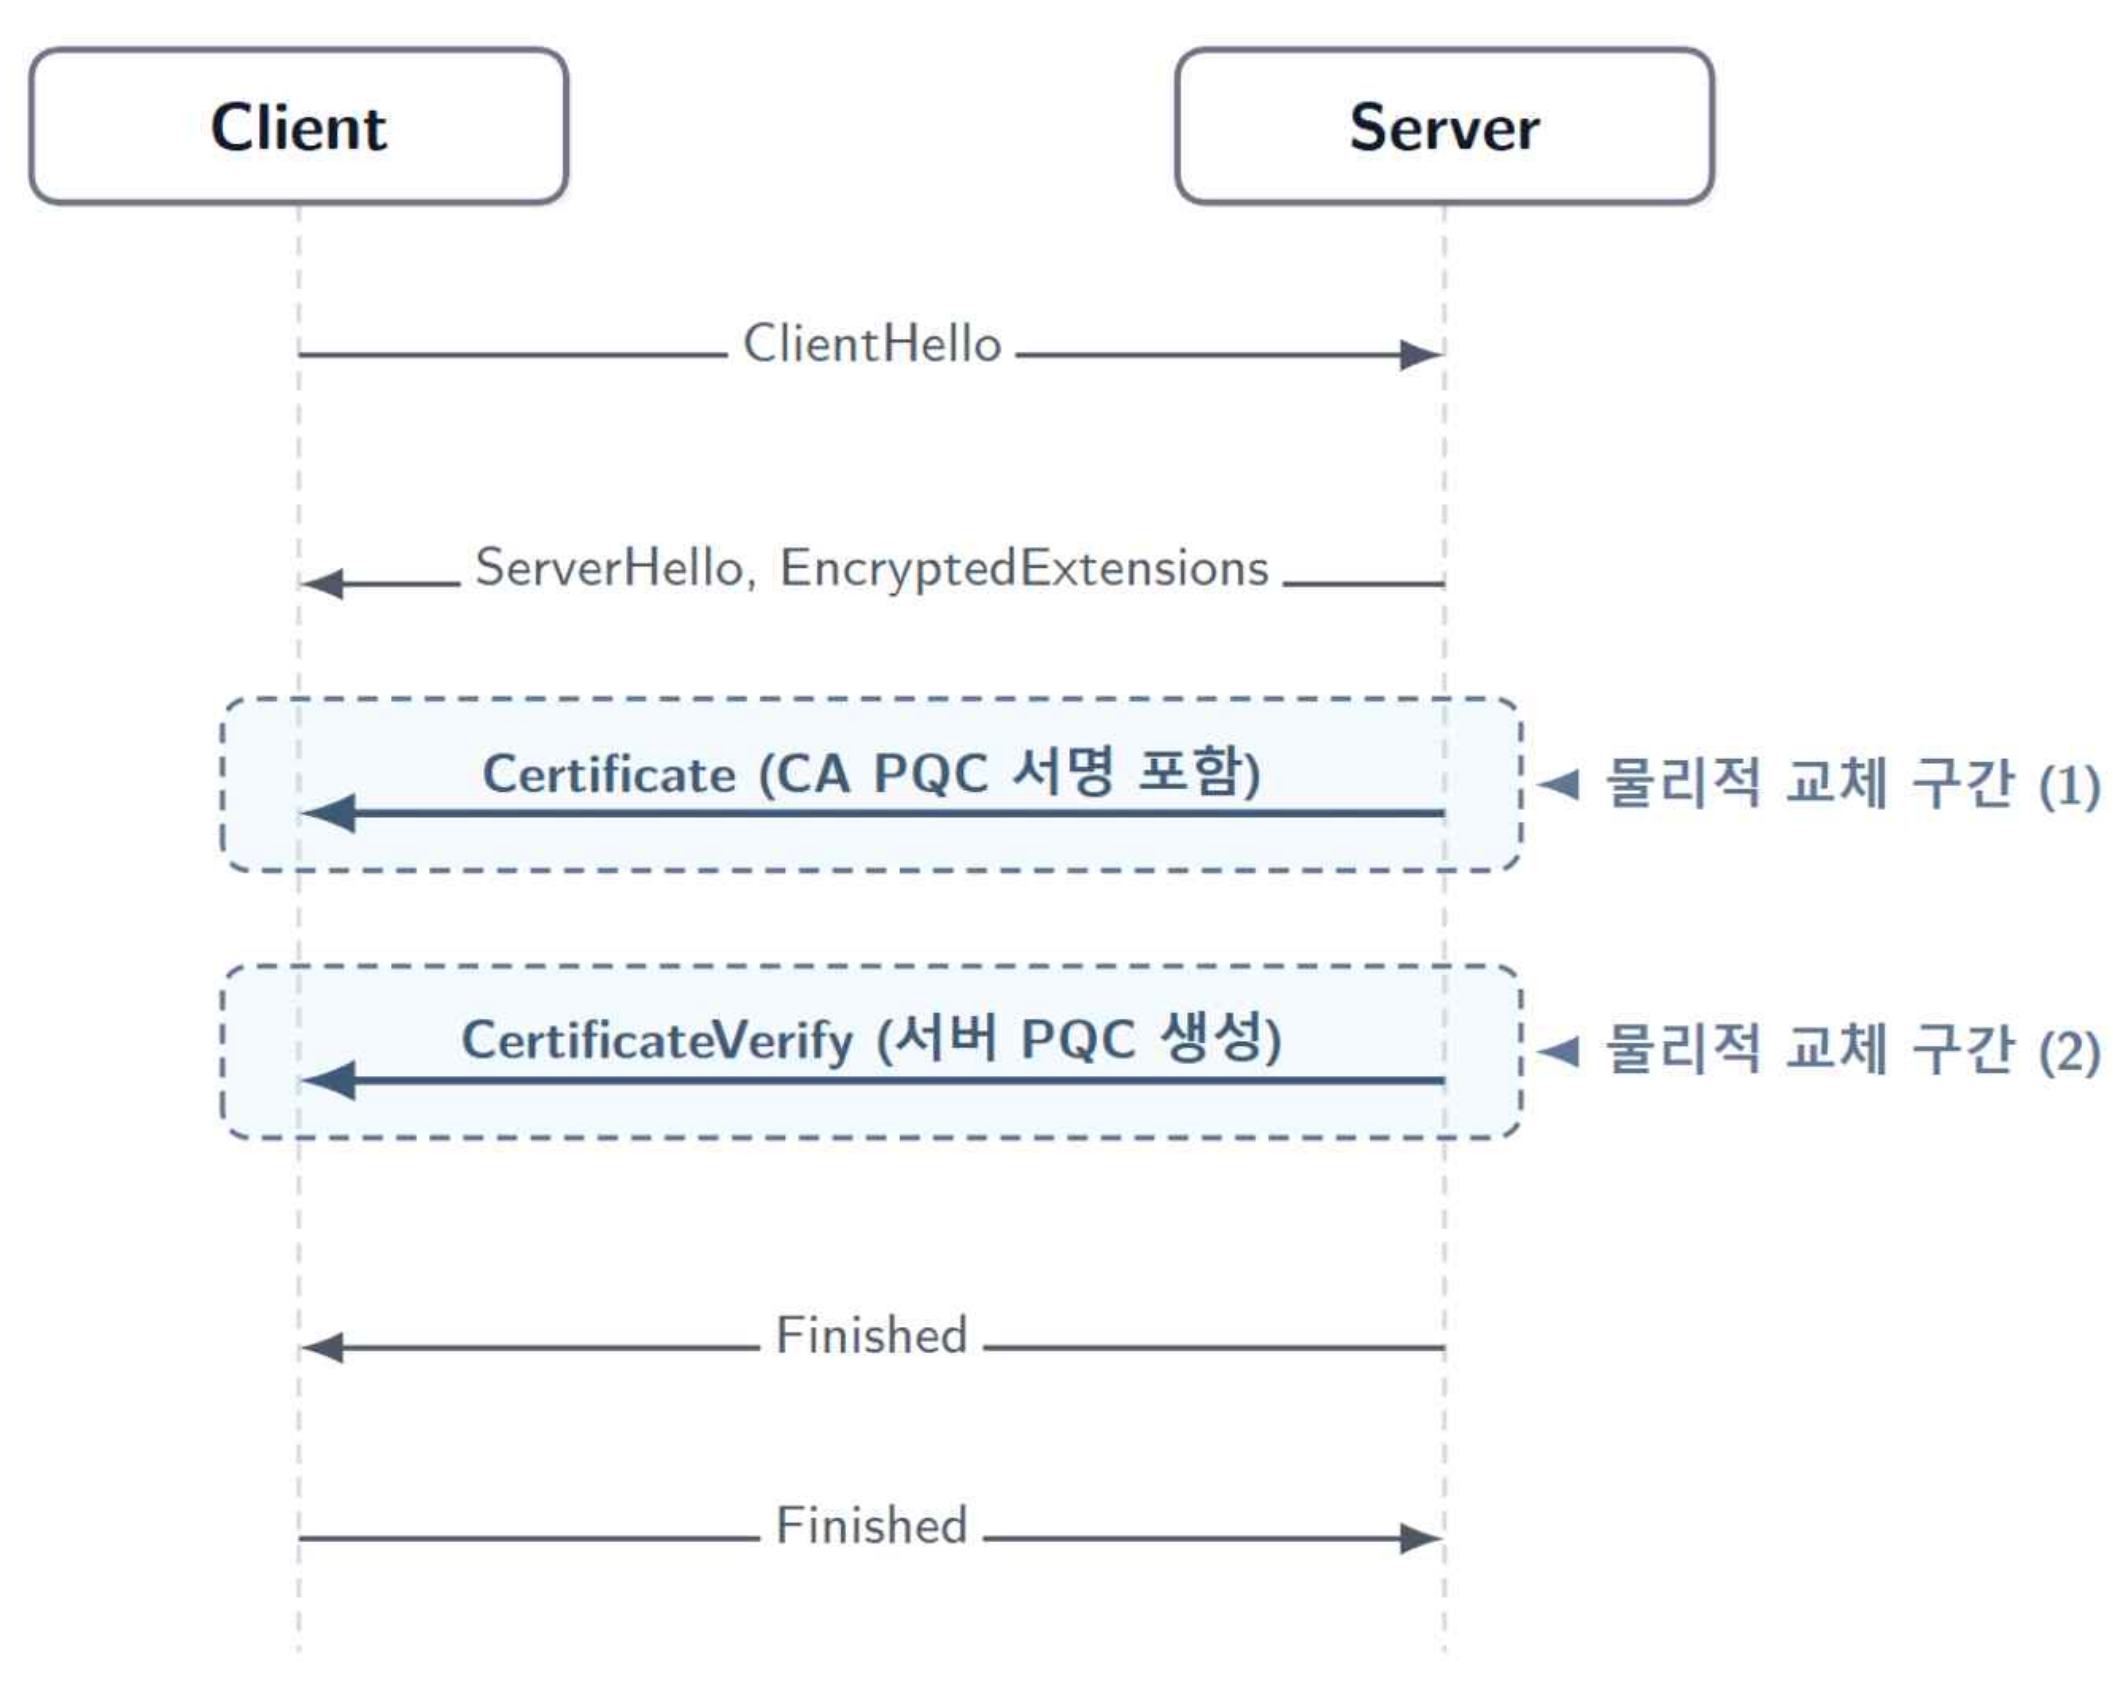 Client
Server
ClientHello
ServerHello, EncryptedExtensions
Certificate (CA PQC 서명 포함)
물리적 교체 구간 (1)
CertificateVerify (서버 PQC 생성)
물리적 교체 구간 (2)
Finished
Finished